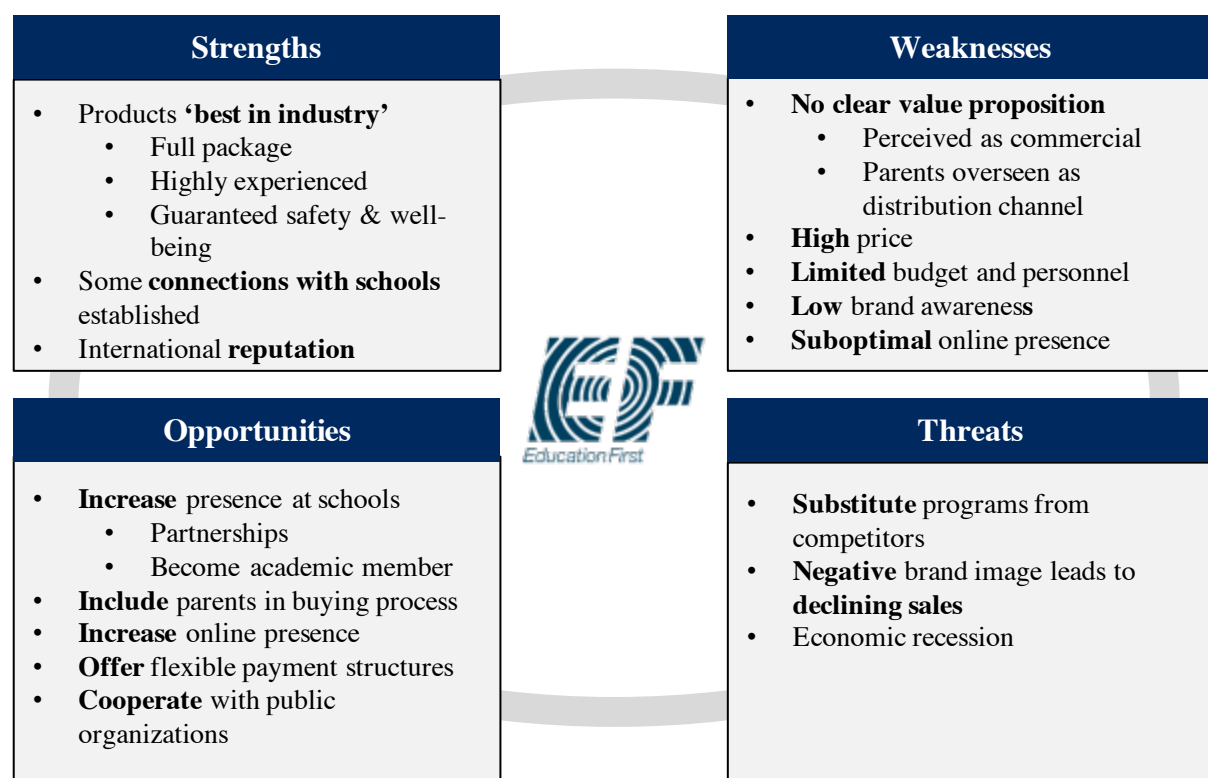 Strengths
• Products ‘best in industry’
• Full package
• Highly experienced
• Guaranteed safety & well-
being
• Some connections with schools
established
• International reputation
Weaknesses
• No clear value proposition
• Perceived as commercial
• Parents overseen as
distribution channel
• High price
• Limited budget and personnel
• Low brand awareness
• Suboptimal online presence
EF
Education First
Opportunities
• Increase presence at schools
• Partnerships
• Become academic member
• Include parents in buying process
• Increase online presence
• Offer flexible payment structures
• Cooperate with public
organizations
Threats
• Substitute programs from
competitors
• Negative brand image leads to
declining sales
• Economic recession